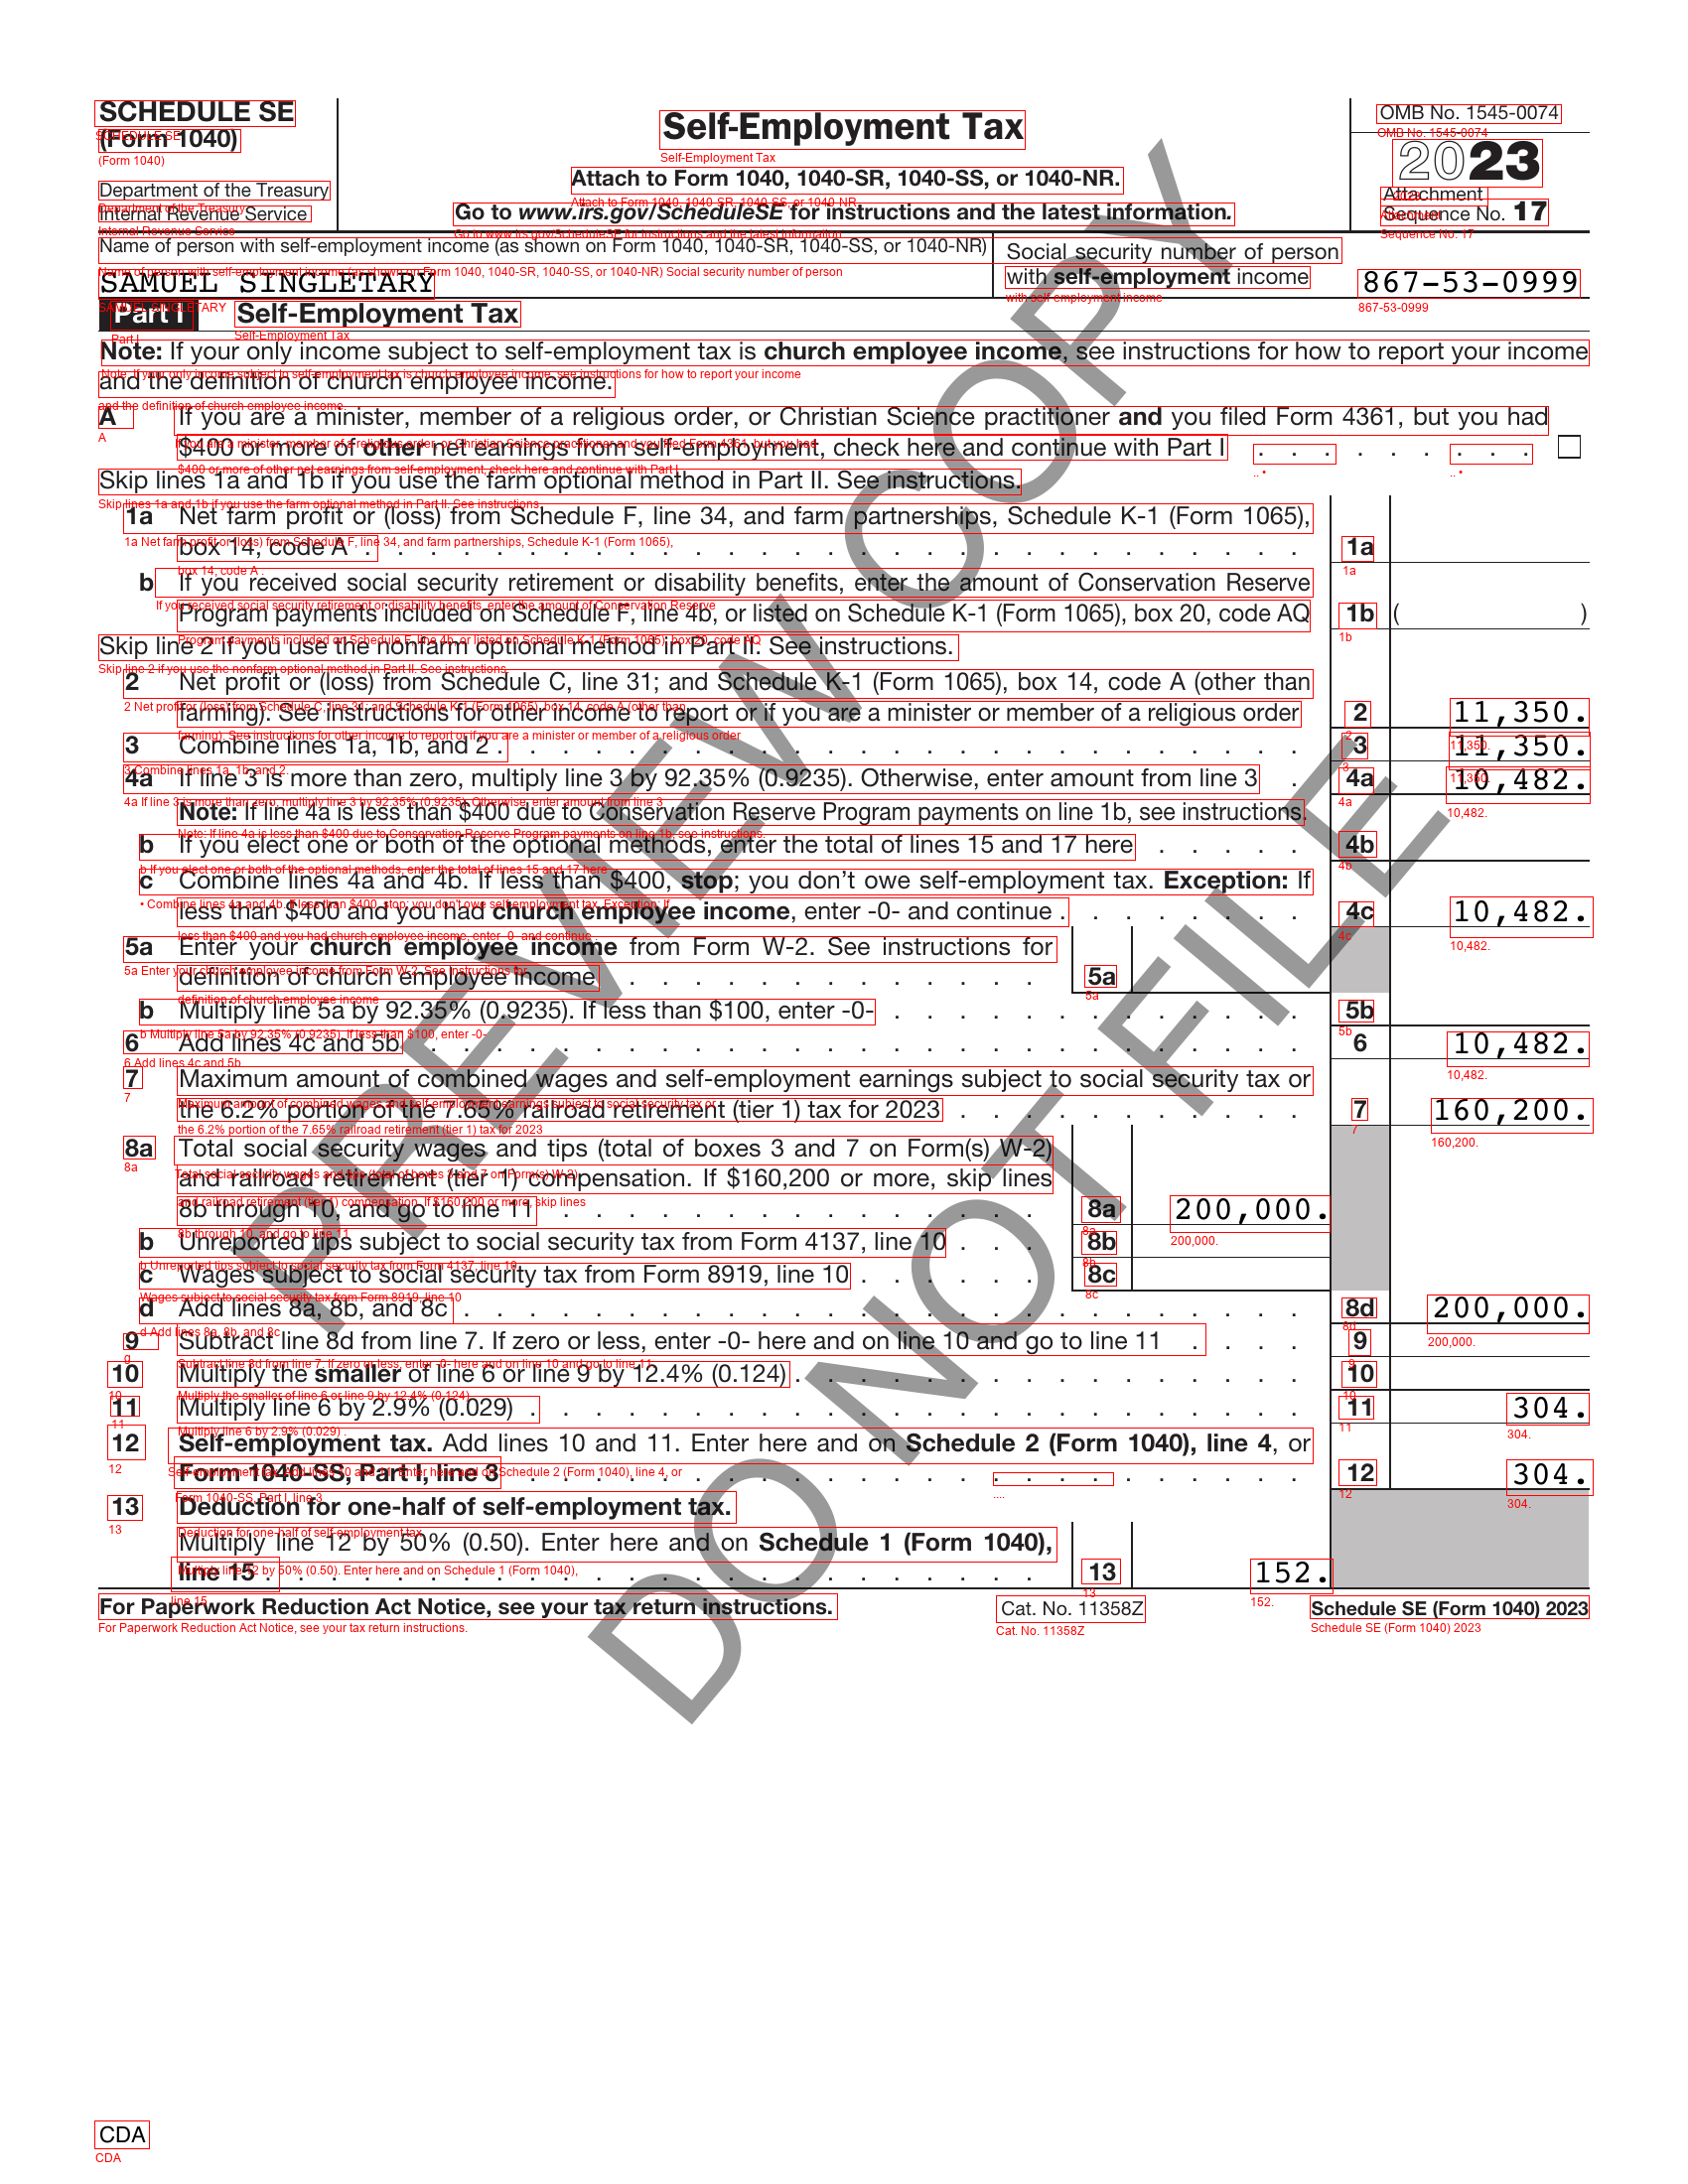 SCHEDULE SE
(Form 1040)
Department of the Treasury
Internal Revenue Service
Self-Employment Tax
Attach to Form 1040, 1040-SR, 1040-SS, or 1040-NR.
Go to www.irs.gov/ScheduleSE for instructions and the latest information.
OMB No. 1545-0074
2023
Attachment
Sequence No. 17
Name of person with self-employment income (as shown on Form 1040, 1040-SR, 1040-SS, or 1040-NR)
SAMUEL SINGLETARY
Social security number of person
with self-employment income 867-53-0999
Part I Self-Employment Tax
Note: If your only income subject to self-employment tax is church employee income, see instructions for how to report your income
and the definition of church employee income.
A If you are a minister, member of a religious order, or Christian Science practitioner and you filed Form 4361, but you had
$400 or more of other net earnings from self-employment, check here and continue with Part I . . . . . . . . .
Skip lines 1a and 1b if you use the farm optional method in Part II. See instructions.
1a Net farm profit or (loss) from Schedule F, line 34, and farm partnerships, Schedule K-1 (Form 1065),
box 14, code A . . . . . . . . . . . . . . . . . . . . . . . . . . . . . 1a
b If you received social security retirement or disability benefits, enter the amount of Conservation Reserve
Program payments included on Schedule F, line 4b, or listed on Schedule K-1 (Form 1065), box 20, code AQ 1b ( )
Skip line 2 if you use the nonfarm optional method in Part II. See instructions.
2 Net profit or (loss) from Schedule C, line 31; and Schedule K-1 (Form 1065), box 14, code A (other than
farming). See instructions for other income to report or if you are a minister or member of a religious order 2 11,350.
3 Combine lines 1a, 1b, and 2 . . . . . . . . . . . . . . . . . . . . . . . . . 3 11,350.
4a If line 3 is more than zero, multiply line 3 by 92.35% (0.9235). Otherwise, enter amount from line 3 . 4a 10,482.
Note: If line 4a is less than $400 due to Conservation Reserve Program payments on line 1b, see instructions.
b If you elect one or both of the optional methods, enter the total of lines 15 and 17 here . . . . . 4b
c Combine lines 4a and 4b. If less than $400, stop; you don't owe self-employment tax. Exception: If
less than $400 and you had church employee income, enter -0- and continue . . . . . . . . 4c 10,482.
5a Enter your church employee income from Form W-2. See instructions for
definition of church employee income . . . . . . . . . . . . . 5a
b Multiply line 5a by 92.35% (0.9235). If less than $100, enter -0- . . . . . . . . . . . . . 5b
6 Add lines 4c and 5b . . . . . . . . . . . . . . . . . . . . . . . . . . . . 6 10,482.
7 Maximum amount of combined wages and self-employment earnings subject to social security tax or
the 6.2% portion of the 7.65% railroad retirement (tier 1) tax for 2023 . . . . . . . . . . . 7 160,200.
8a Total social security wages and tips (total of boxes 3 and 7 on Form(s) W-2)
and railroad retirement (tier 1) compensation. If $160,200 or more, skip lines
8b through 10, and go to line 11 . . . . . . . . . . . . . . . 8a 200,000.
b Unreported tips subject to social security tax from Form 4137, line 10 . . . 8b
c Wages subject to social security tax from Form 8919, line 10 . . . . . . 8c
d Add lines 8a, 8b, and 8c . . . . . . . . . . . . . . . . . . . . . . . . . . 8d 200,000.
9 Subtract line 8d from line 7. If zero or less, enter -0- here and on line 10 and go to line 11 . . . . 9
10 Multiply the smaller of line 6 or line 9 by 12.4% (0.124) . . . . . . . . . . . . . . . . 10
11 Multiply line 6 by 2.9% (0.029) . . . . . . . . . . . . . . . . . . . . . . . . 11 304.
12 Self-employment tax. Add lines 10 and 11. Enter here and on Schedule 2 (Form 1040), line 4, or
Form 1040-SS, Part I, line 3 . . . . . . . . . . . . . . . . . . . . . . . . . 12 304.
13 Deduction for one-half of self-employment tax.
Multiply line 12 by 50% (0.50). Enter here and on Schedule 1 (Form 1040),
line 15 . . . . . . . . . . . . . . . . . . . . . . . . 13 152.
For Paperwork Reduction Act Notice, see your tax return instructions. Cat. No. 11358Z Schedule SE (Form 1040) 2023
PREVIEW COPY
DO NOT FILE
CDA